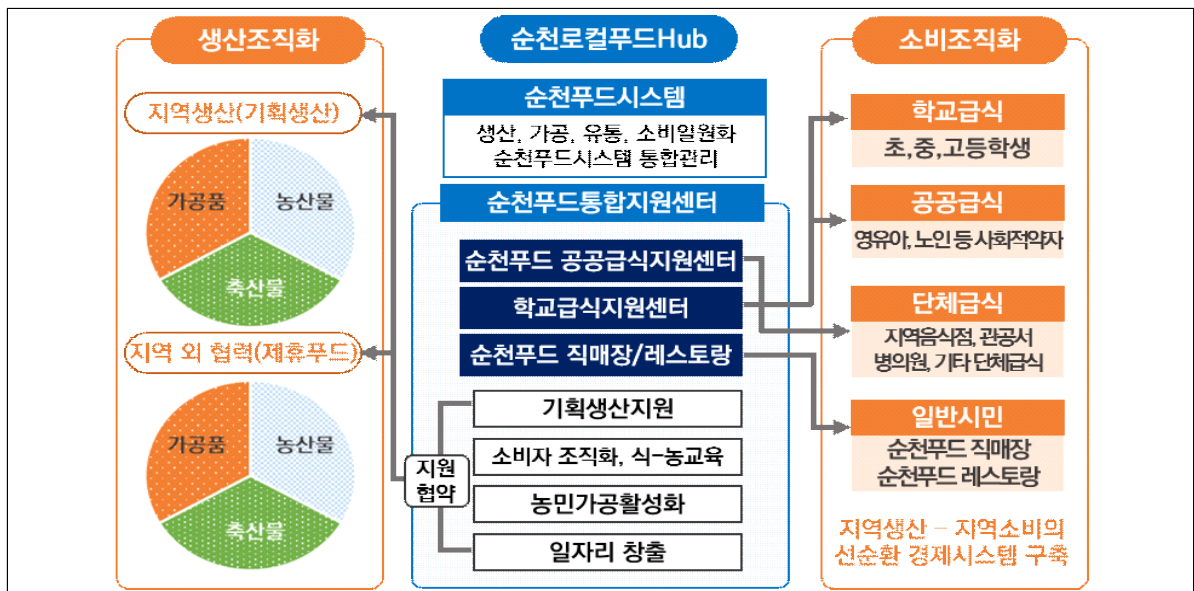 생산조직화
지역생산(기획생산)
가공품
농산물
축산물
지역 외 협력(제휴푸드)
가공품
농산물
축산물
순천로컬푸드Hub
순천푸드시스템
생산, 가공, 유통, 소비일원화
순천푸드시스템 통합관리
순천푸드통합지원센터
순천푸드 공공급식지원센터
학교급식지원센터
순천푸드 직매장/레스토랑
지원
협약
기획생산지원
소비자 조직화, 식-농교육
농민가공활성화
일자리 창출
소비조직화
학교급식
초,중,고등학생
공공급식
영유아, 노인 등 사회적약자
단체급식
지역음식점, 관공서
병의원, 기타 단체급식
일반시민
순천푸드 직매장
순천푸드 레스토랑
지역생산 - 지역소비의
선순환 경제시스템 구축